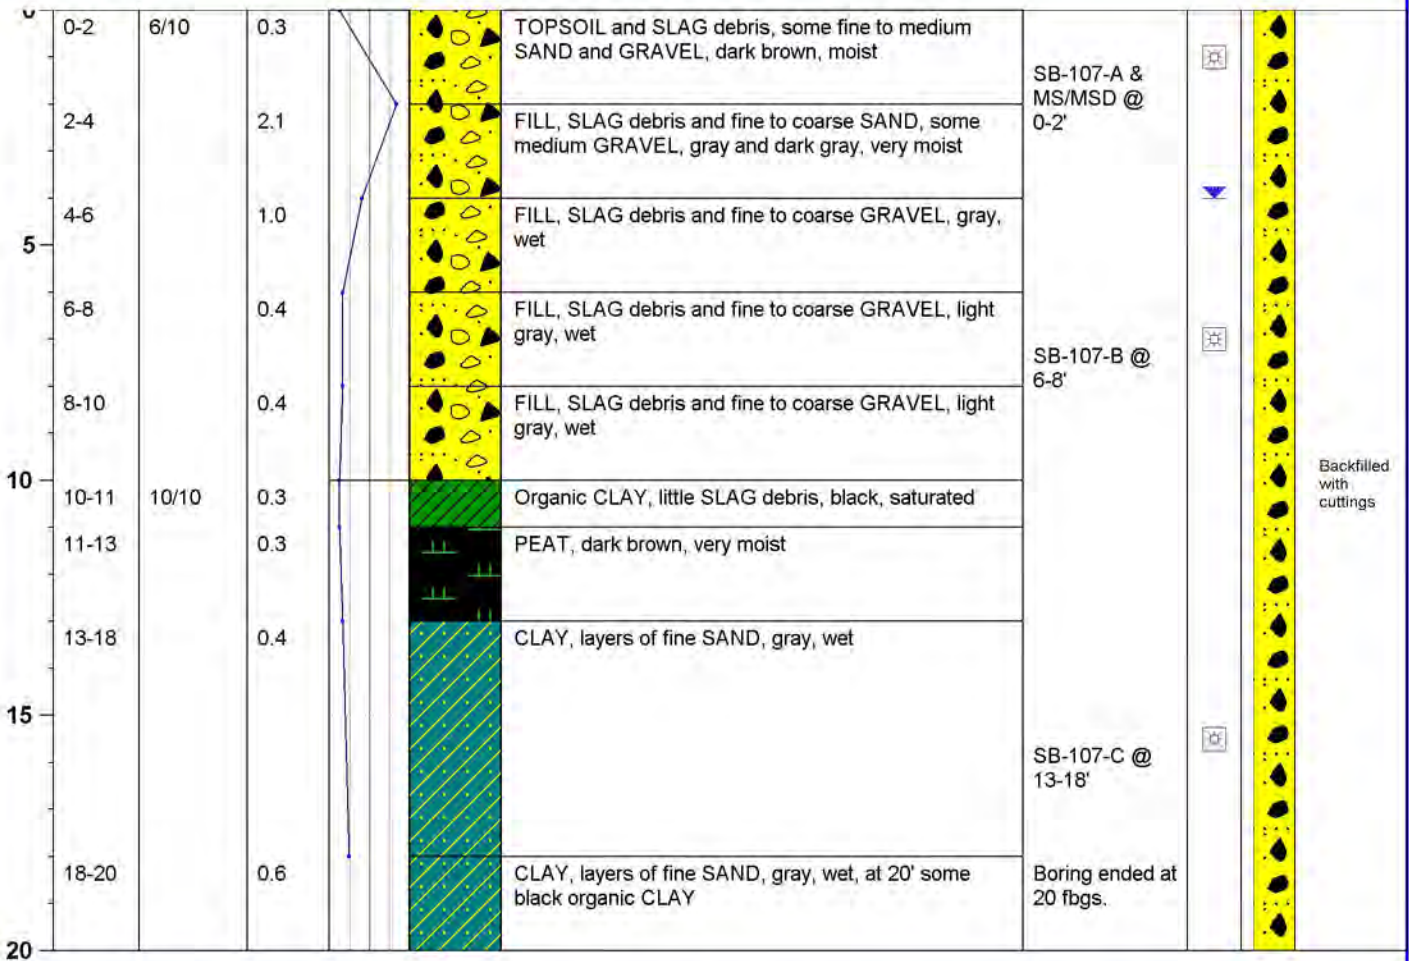 0
0-2 6/10 0.3 TOPSOIL and SLAG debris, some fine to medium
SAND and GRAVEL, dark brown, moist
SB-107-A &
MS/MSD @
0-2'
2-4 2.1 FILL, SLAG debris and fine to coarse SAND, some
medium GRAVEL, gray and dark gray, very moist
4-6 1.0 FILL, SLAG debris and fine to coarse GRAVEL, gray,
wet
5
6-8 0.4 FILL, SLAG debris and fine to coarse GRAVEL, light
gray, wet
SB-107-B @
6-8'
8-10 0.4 FILL, SLAG debris and fine to coarse GRAVEL, light
gray, wet
Backfilled
with
cuttings
10
10-11 10/10 0.3 Organic CLAY, little SLAG debris, black, saturated
11-13 0.3 PEAT, dark brown, very moist
13-18 0.4 CLAY, layers of fine SAND, gray, wet
15
SB-107-C @
13-18'
18-20 0.6 CLAY, layers of fine SAND, gray, wet, at 20' some
black organic CLAY
Boring ended at
20 fbgs.
20